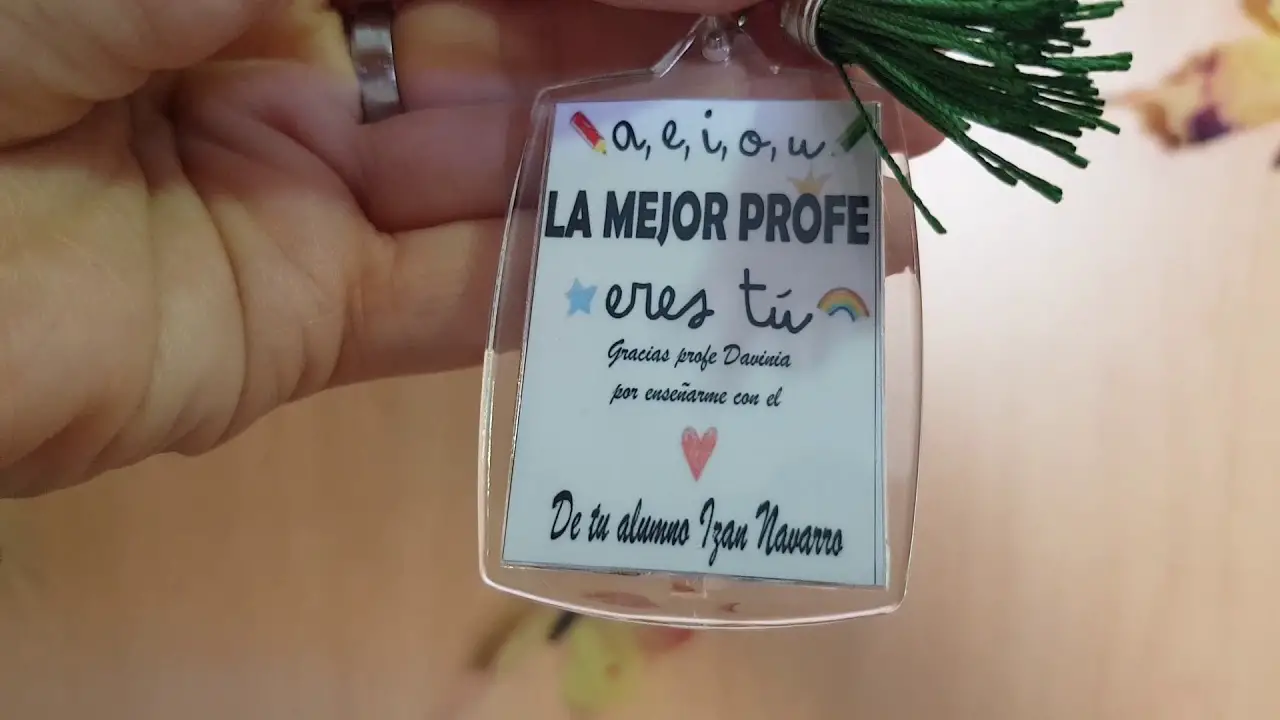 a, e, i, o, u
LA MEJOR PROFE
eres tú
Gracias profe Davinia
por enseñarme con el
De tu alumno Izan Navarro